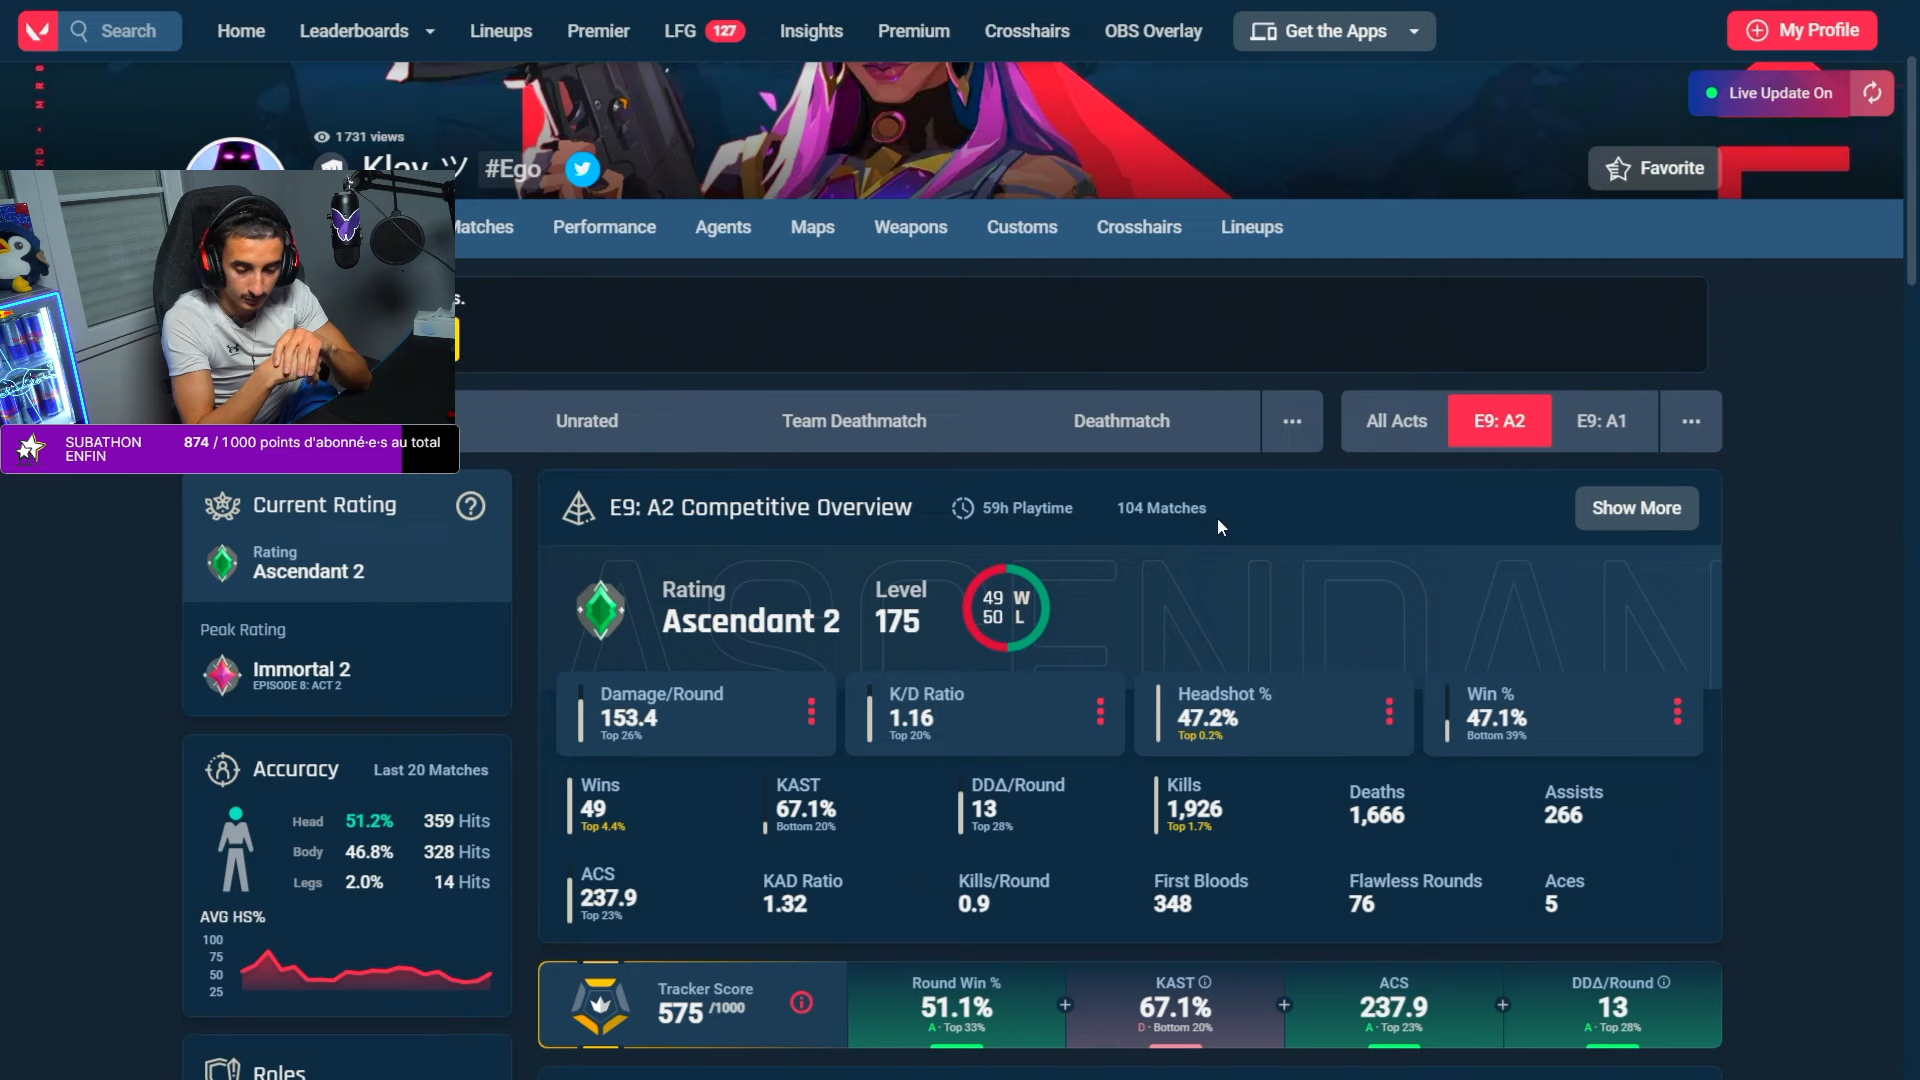 Search
Home
Leaderboards
Lineups
Premier
LFG 127
Insights
Premium
Crosshairs
OBS Overlay
Get the Apps
My Profile
1731 views
Live Update On
Klay ツ #Ego
Favorite
Matches
Performance
Agents
Maps
Weapons
Customs
Crosshairs
Lineups
s.
Unrated
Team Deathmatch
Deathmatch
All Acts
E9: A2
E9: A1
SUBATHON ENFIN
874 / 1000 points d'abonné·e·s au total
Current Rating
Rating
Ascendant 2
Peak Rating
Immortal 2
EPISODE 8: ACT 2
E9: A2 Competitive Overview
59h Playtime
104 Matches
Show More
ASCENDAN
Rating
Ascendant 2
Level
175
49 W
50 L
Damage/Round
153.4
Top 26%
K/D Ratio
1.16
Top 20%
Headshot %
47.2%
Top 0.2%
Win %
47.1%
Bottom 39%
Wins
49
Top 4.4%
KAST
67.1%
Bottom 20%
DDΔ/Round
13
Top 28%
Kills
1,926
Top 1.7%
Deaths
1,666
Assists
266
ACS
237.9
Top 23%
KAD Ratio
1.32
Kills/Round
0.9
First Bloods
348
Flawless Rounds
76
Aces
5
Accuracy
Last 20 Matches
Head 51.2% 359 Hits
Body 46.8% 328 Hits
Legs 2.0% 14 Hits
AVG HS%
100
75
50
25
Tracker Score
575 /1000
Round Win %
51.1%
A · Top 33%
KAST
67.1%
D · Bottom 20%
ACS
237.9
A · Top 23%
DDΔ/Round
13
A · Top 28%
Roles